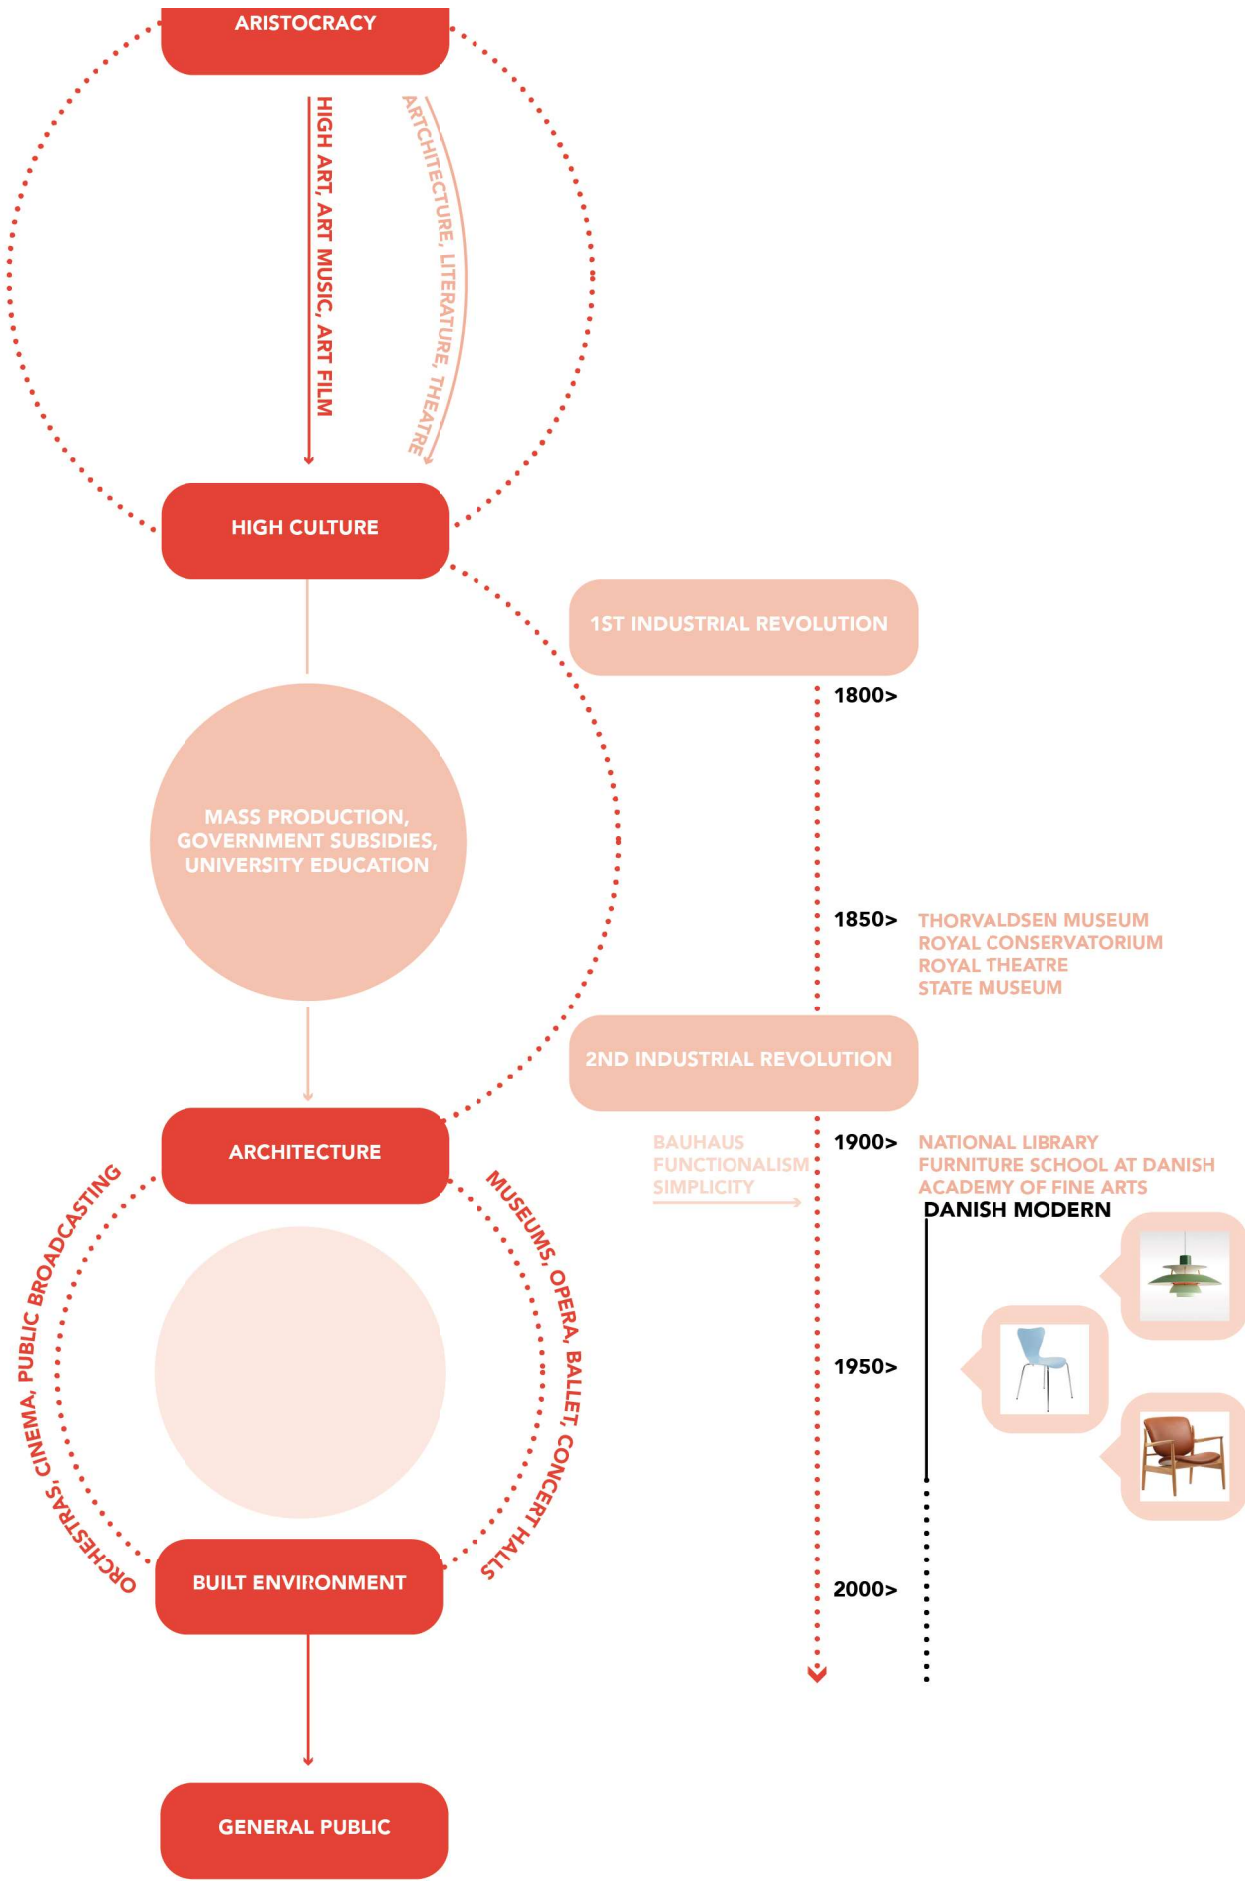 ARISTOCRACY
HIGH ART, ART MUSIC, ART FILM
ARTCHITECTURE, LITERATURE, THEATRE
HIGH CULTURE
MASS PRODUCTION,
GOVERNMENT SUBSIDIES,
UNIVERSITY EDUCATION
ARCHITECTURE
ORCHESTRAS, CINEMA, PUBLIC BROADCASTING
MUSEUMS, OPERA, BALLET, CONCERT HALLS
BUILT ENVIRONMENT
GENERAL PUBLIC
1ST INDUSTRIAL REVOLUTION
1800>
1850>
THORVALDSEN MUSEUM
ROYAL CONSERVATORIUM
ROYAL THEATRE
STATE MUSEUM
2ND INDUSTRIAL REVOLUTION
BAUHAUS
FUNCTIONALISM
SIMPLICITY
1900>
NATIONAL LIBRARY
FURNITURE SCHOOL AT DANISH
ACADEMY OF FINE ARTS
DANISH MODERN
1950>
2000>